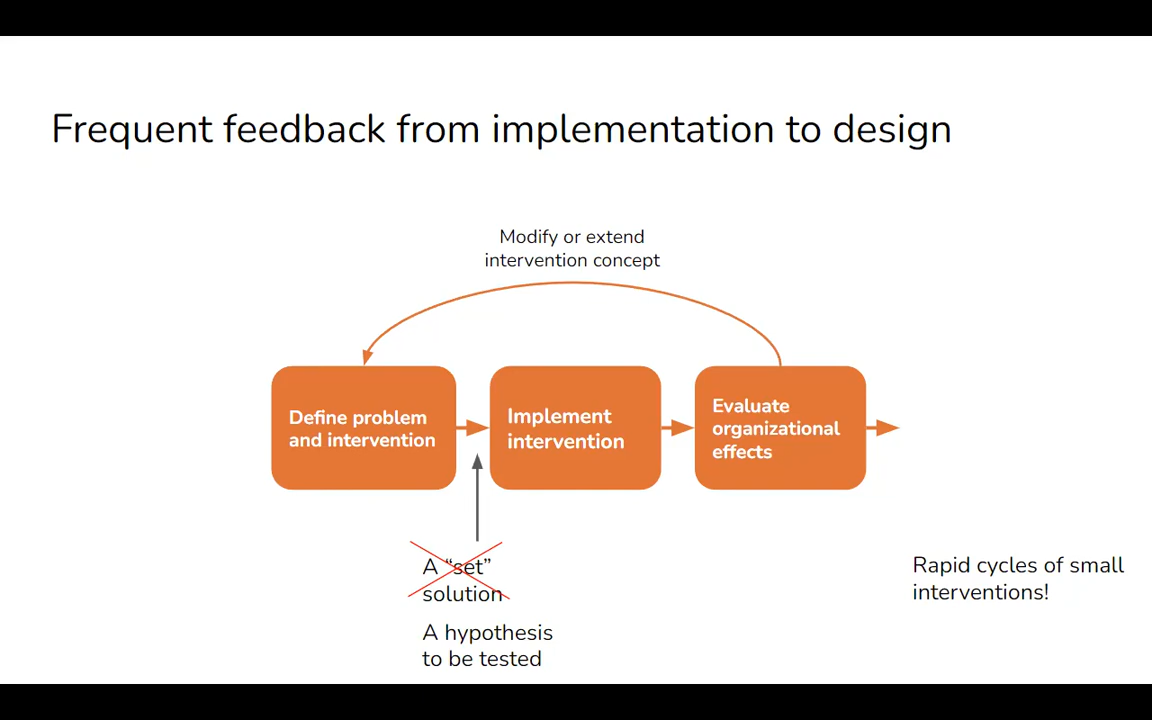 Frequent feedback from implementation to design
Modify or extend
intervention concept
Define problem
and intervention
Implement
intervention
Evaluate
organizational
effects
A “set”
solution
A hypothesis
to be tested
Rapid cycles of small
interventions!